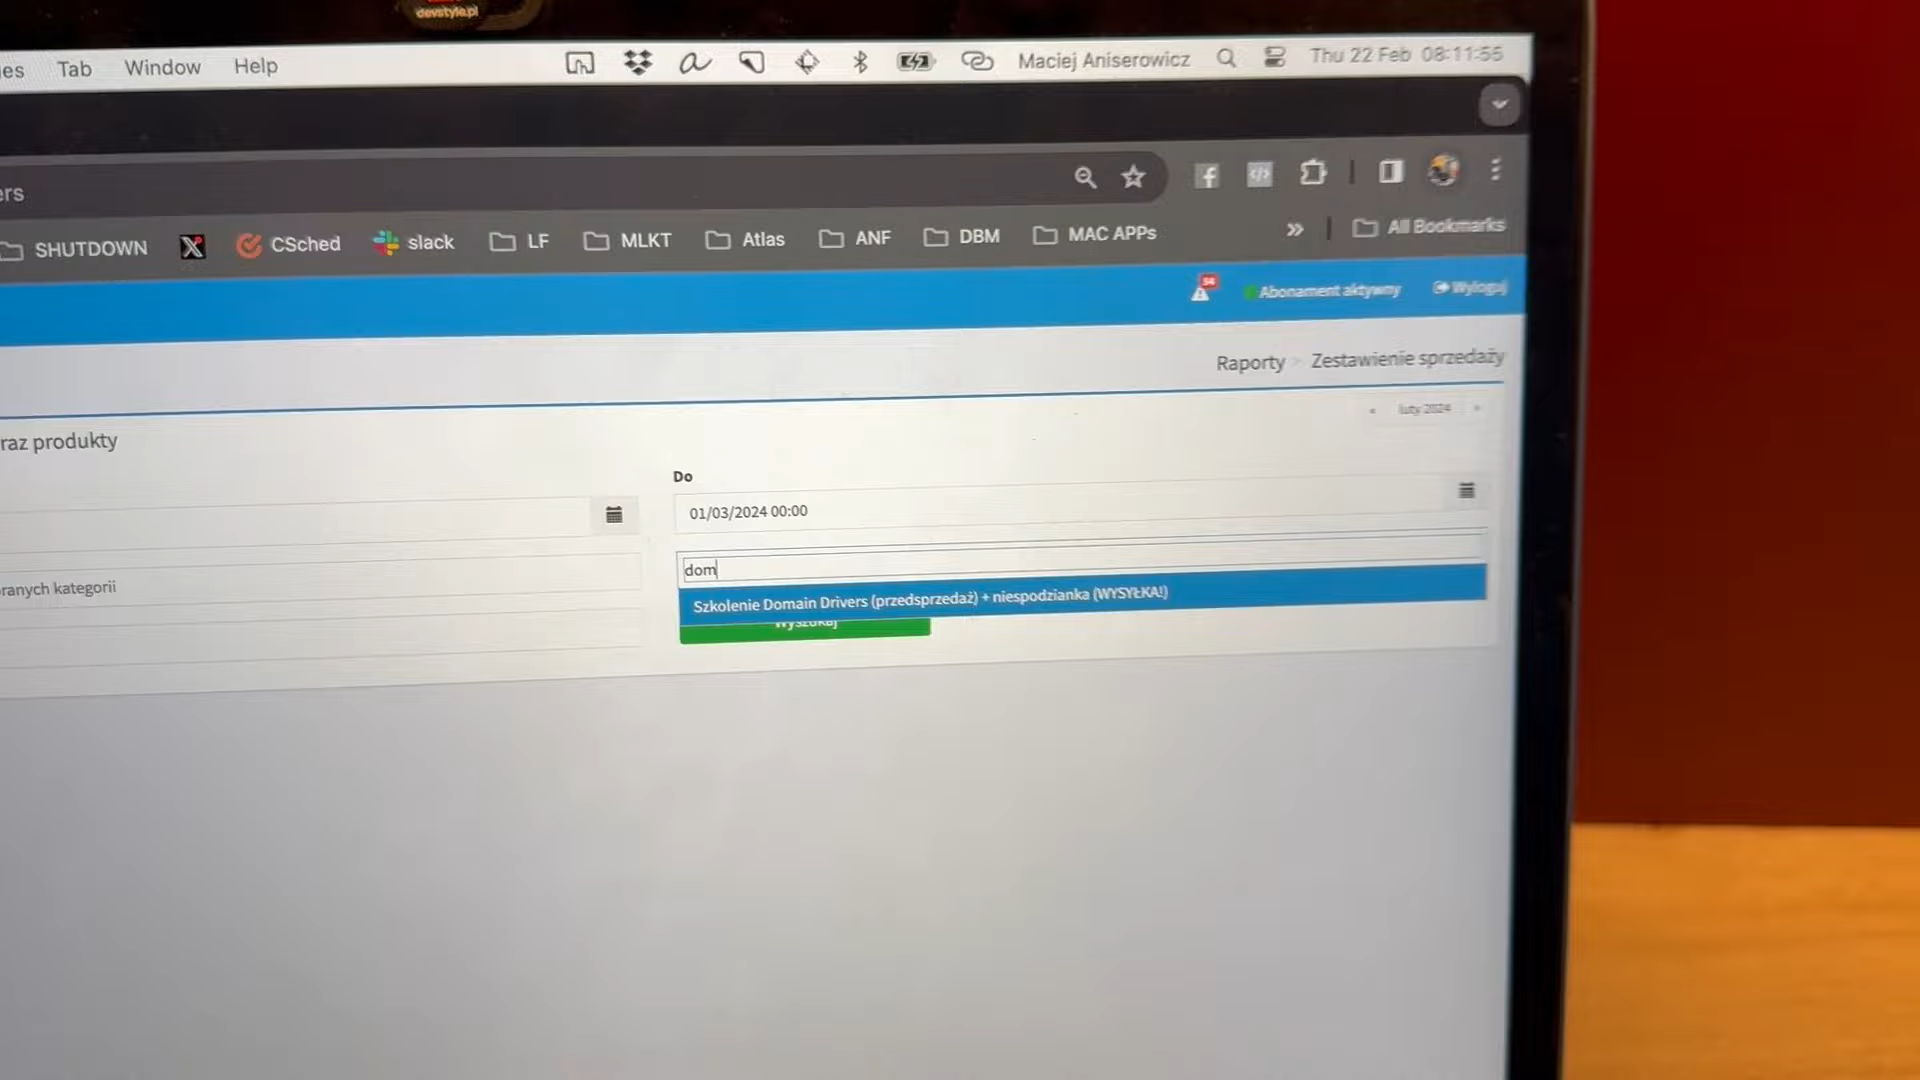 devstyle.pl
es Tab Window Help Maciej Aniserowicz Thu 22 Feb 08:11:55
ers
SHUTDOWN X CSched slack LF MLKT Atlas ANF DBM MAC APPs » All Bookmarks
Abonament aktywny Wyloguj
Raporty > Zestawienie sprzedaży
« luty 2024 »
raz produkty
Do
01/03/2024 00:00
dom
ranych kategorii
Szkolenie Domain Drivers (przedsprzedaż) + niespodzianka (WYSYŁKA!)
Wyszukaj